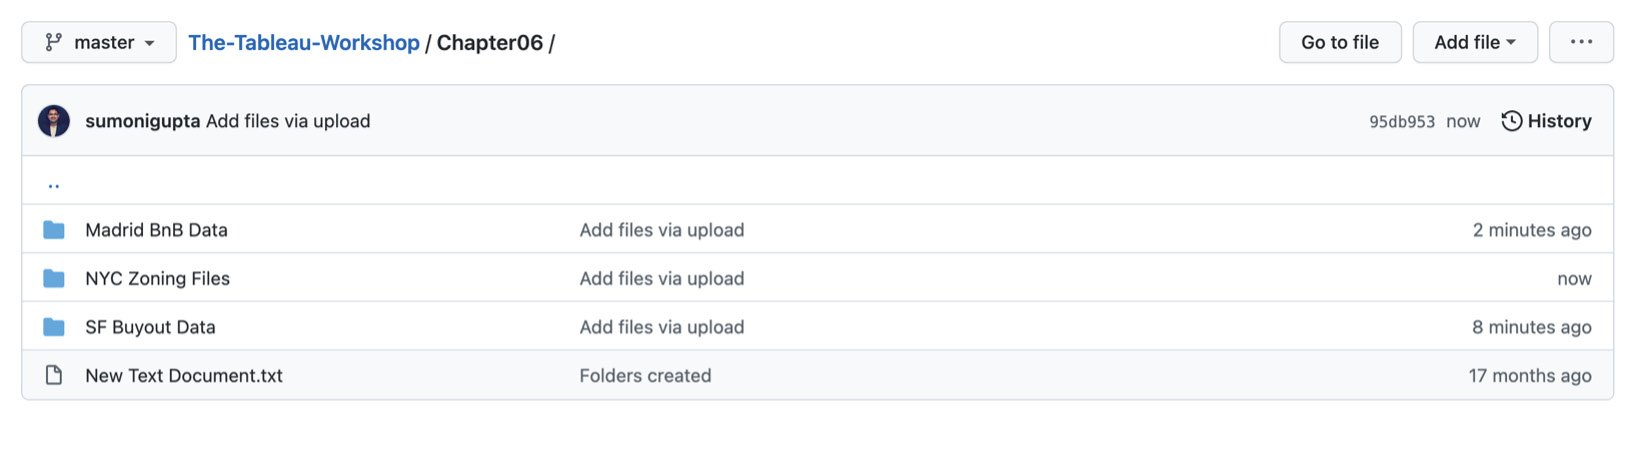 master The-Tableau-Workshop / Chapter06 / Go to file Add file ...
sumonigupta Add files via upload 95db953 now History
..
Madrid BnB Data Add files via upload 2 minutes ago
NYC Zoning Files Add files via upload now
SF Buyout Data Add files via upload 8 minutes ago
New Text Document.txt Folders created 17 months ago